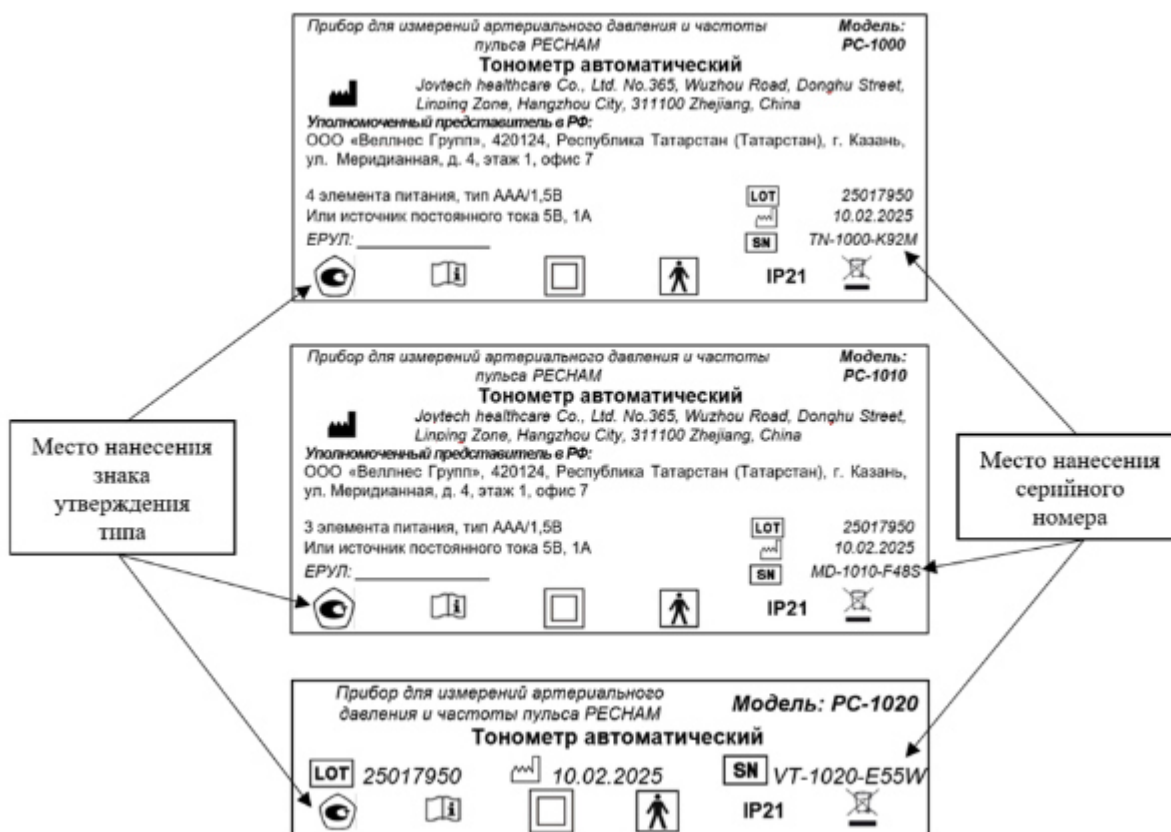 Прибор для измерений артериального давления и частоты
пульса PECHAM
Модель:
PC-1000
Тонометр автоматический
Joytech healthcare Co., Ltd. No.365, Wuzhou Road, Donghu Street,
Linping Zone, Hangzhou City, 311100 Zhejiang, China
Уполномоченный представитель в РФ:
ООО «Веллнес Групп», 420124, Республика Татарстан (Татарстан), г. Казань,
ул. Меридианная, д. 4, этаж 1, офис 7
4 элемента питания, тип ААА/1,5В
LOT 25017950
Или источник постоянного тока 5В, 1А
10.02.2025
ЕРУЛ: ____________
SN TN-1000-K92M
IP21
Прибор для измерений артериального давления и частоты
пульса PECHAM
Модель:
PC-1010
Тонометр автоматический
Joytech healthcare Co., Ltd. No.365, Wuzhou Road, Donghu Street,
Linping Zone, Hangzhou City, 311100 Zhejiang, China
Уполномоченный представитель в РФ:
ООО «Веллнес Групп», 420124, Республика Татарстан (Татарстан), г. Казань,
ул. Меридианная, д. 4, этаж 1, офис 7
3 элемента питания, тип ААА/1,5В
LOT 25017950
Или источник постоянного тока 5В, 1А
10.02.2025
ЕРУЛ: ____________
SN MD-1010-F48S
IP21
Место нанесения
знака
утверждения
типа
Место нанесения
серийного
номера
Прибор для измерений артериального
давления и частоты пульса PECHAM
Модель: PC-1020
Тонометр автоматический
LOT 25017950 10.02.2025 SN VT-1020-E55W
IP21